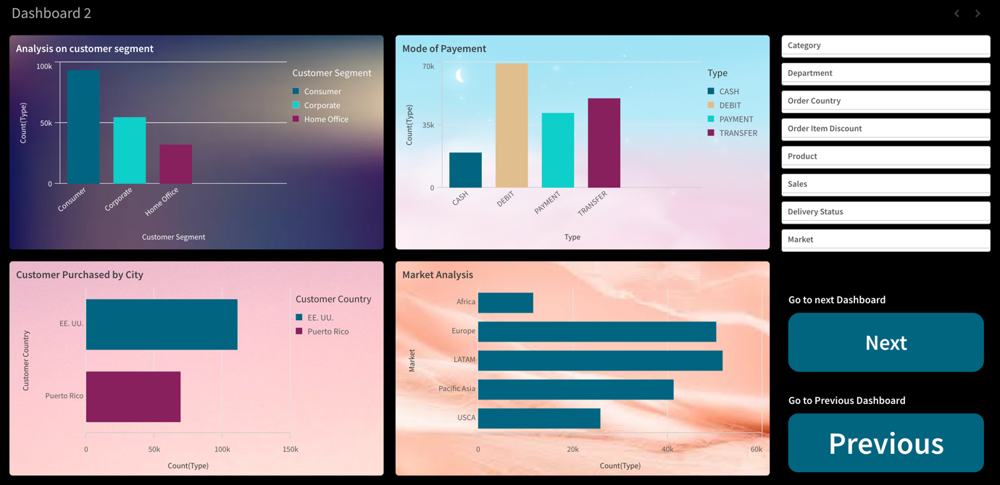 Dashboard 2
Analysis on customer segment
100k
50k
0
Count(Type)
Consumer
Corporate
Home Office
Customer Segment
Customer Segment
Consumer
Corporate
Home Office
Mode of Payement
70k
35k
0
Count(Type)
CASH
DEBIT
PAYMENT
TRANSFER
Type
Type
CASH
DEBIT
PAYMENT
TRANSFER
Category
Department
Order Country
Order Item Discount
Product
Sales
Delivery Status
Market
Customer Purchased by City
Customer Country
EE. UU.
Puerto Rico
0
50k
100k
150k
Count(Type)
Customer Country
EE. UU.
Puerto Rico
Market Analysis
Market
Africa
Europe
LATAM
Pacific Asia
USCA
0
20k
40k
60k
Count(Type)
Go to next Dashboard
Next
Go to Previous Dashboard
Previous